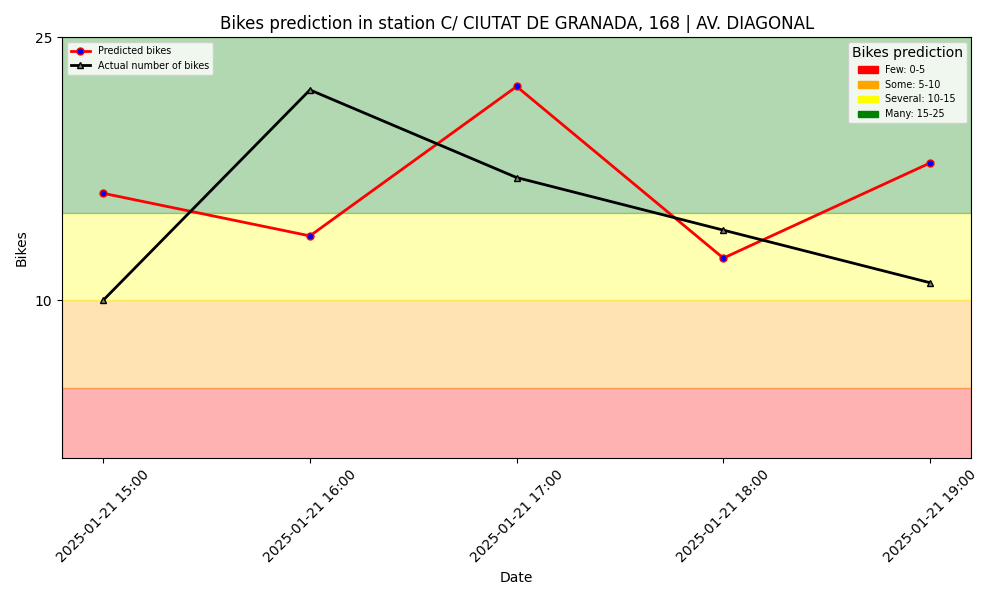 Bikes prediction in station C/ CIUTAT DE GRANADA, 168 | AV. DIAGONAL
25
Predicted bikes
Actual number of bikes
Bikes prediction
Few: 0-5
Some: 5-10
Several: 10-15
Many: 15-25
Bikes
10
2025-01-21 15:00
2025-01-21 16:00
2025-01-21 17:00
2025-01-21 18:00
2025-01-21 19:00
Date